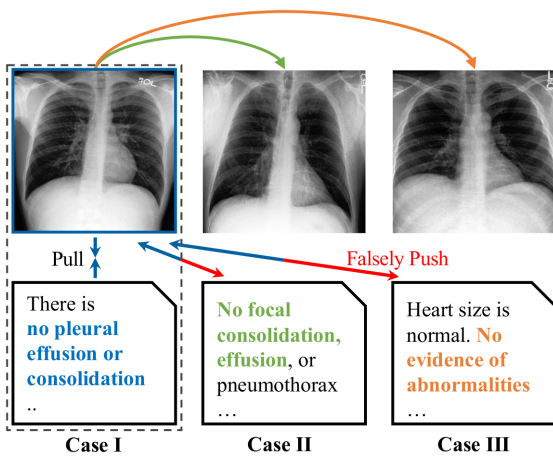 Pull
Falsely Push
There is
no pleural
effusion or
consolidation
..
No focal
consolidation,
effusion, or
pneumothorax
...
Heart size is
normal. No
evidence of
abnormalities
...
Case I
Case II
Case III